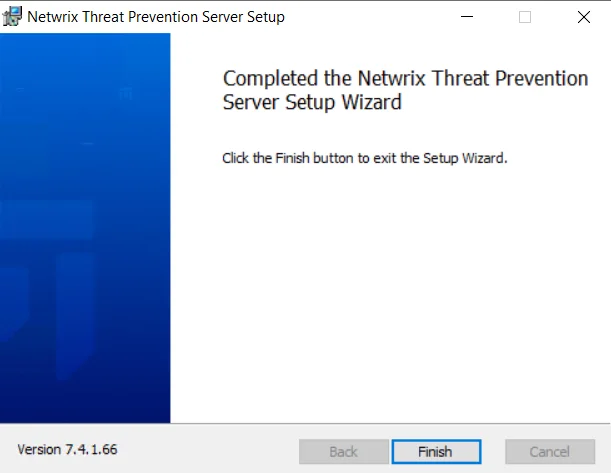 Netwrix Threat Prevention Server Setup
Completed the Netwrix Threat Prevention
Server Setup Wizard
Click the Finish button to exit the Setup Wizard.
Version 7.4.1.66
Back
Finish
Cancel